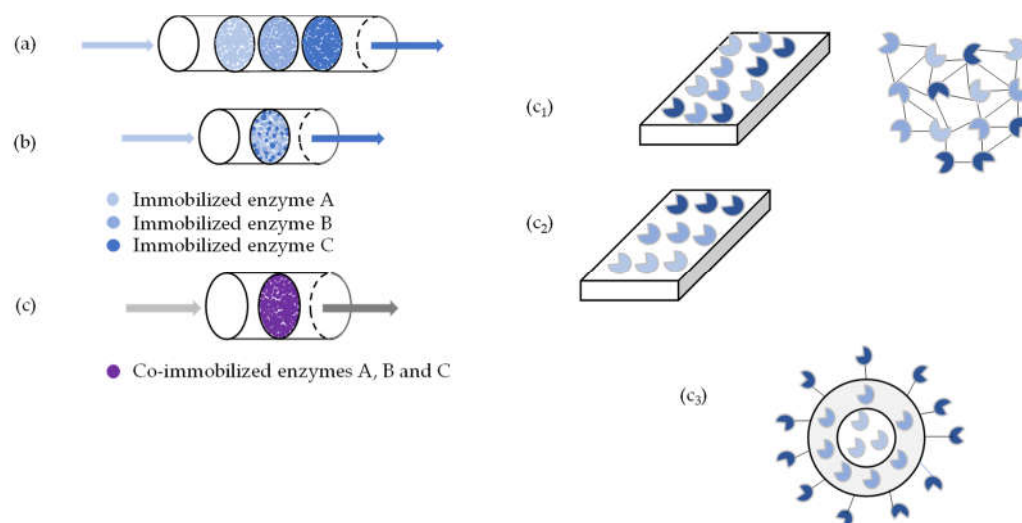 (a)
(b)
Immobilized enzyme A
Immobilized enzyme B
Immobilized enzyme C
(c)
Co-immobilized enzymes A, B and C
(c₁)
(c₂)
(c₃)